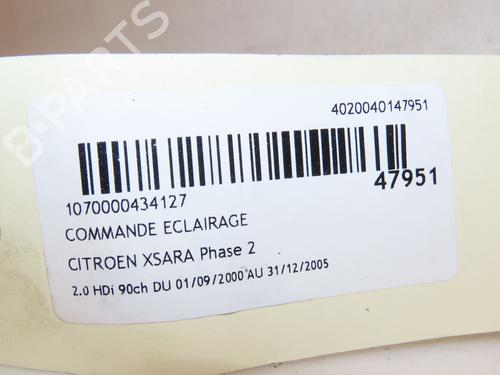 B-PARTS
4020040147951
47951
1070000434127
COMMANDE ECLAIRAGE
CITROEN XSARA Phase 2
2.0 HDi 90ch DU 01/09/2000 AU 31/12/2005